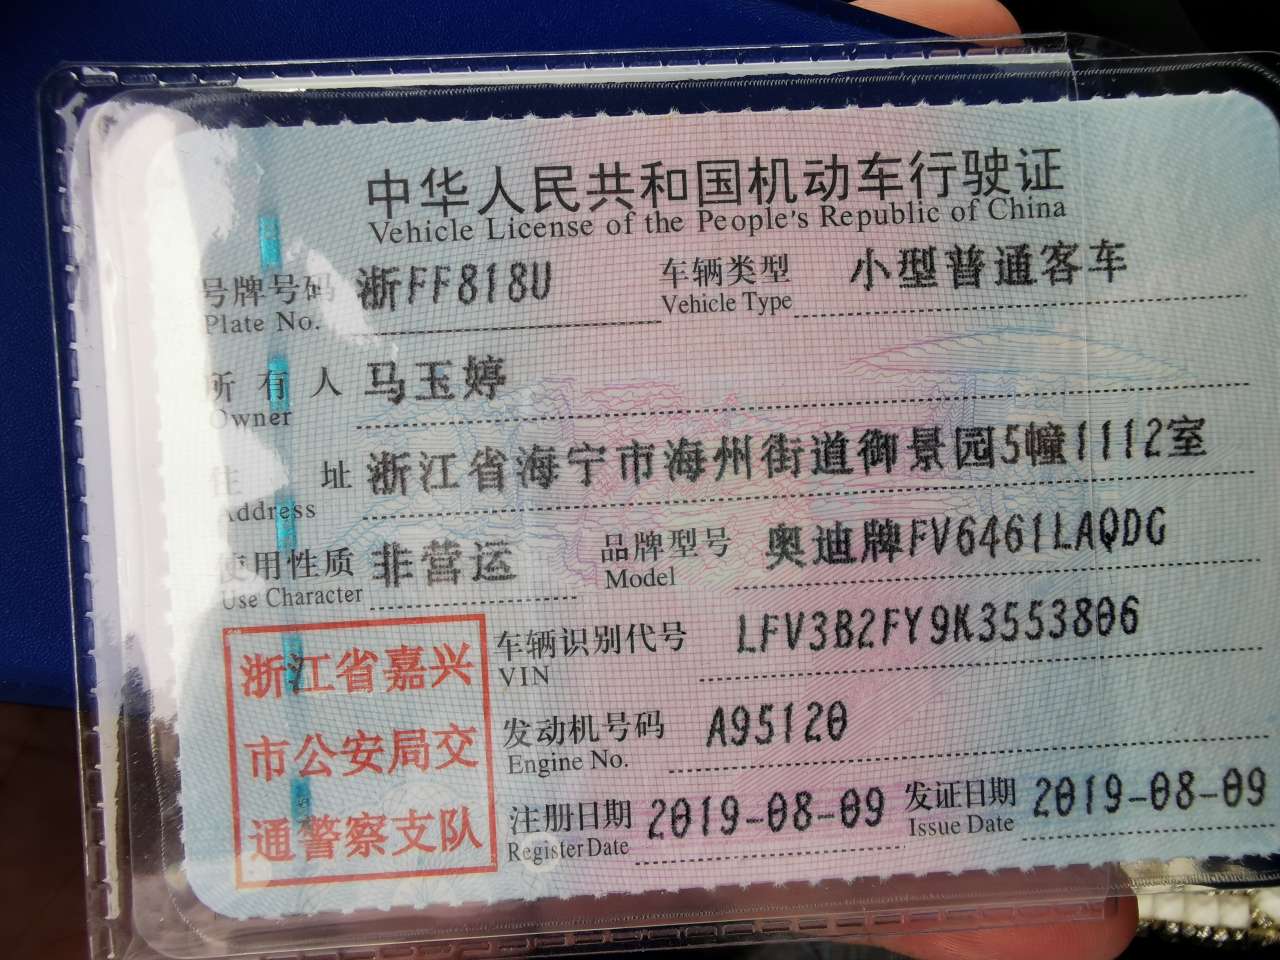 中华人民共和国机动车行驶证
Vehicle License of the People's Republic of China
号牌号码 浙FF818U 车辆类型 小型普通客车
Plate No. Vehicle Type
所有人 马玉婷
Owner
住址 浙江省海宁市海州街道御景园5幢1112室
Address
使用性质 非营运 品牌型号 奥迪牌FV6461LAQDG
Use Character Model
浙江省嘉兴
市公安局交
通警察支队
车辆识别代号 LFV3B2FY9K3553806
VIN
发动机号码 A95120
Engine No.
注册日期 2019-08-09 发证日期 2019-08-09
Register Date Issue Date